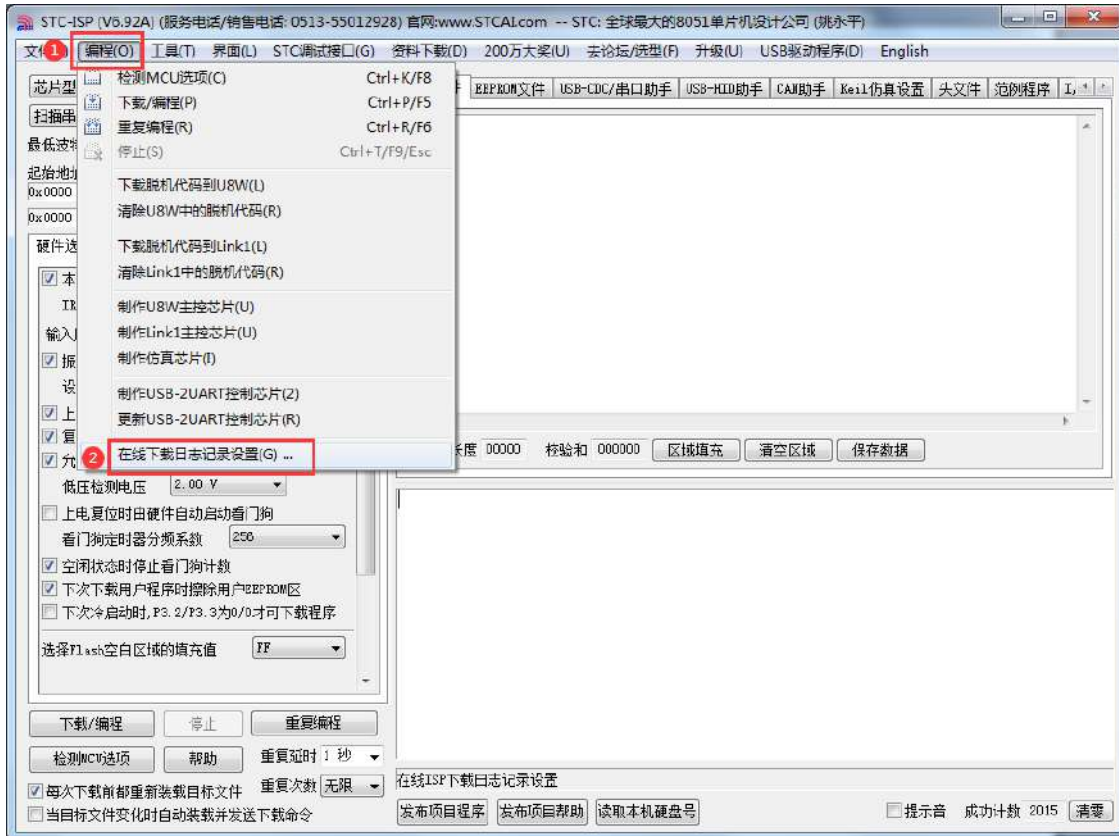 STC-ISP (V6.92A) (服务电话/销售电话: 0513-55012928) 官网:www.STCAI.com -- STC: 全球最大的8051单片机设计公司 (姚永平)
1 编程(O) 工具(T) 界面(L) STC调试接口(G) 资料下载(D) 200万大奖(U) 去论坛/选型(F) 升级(U) USB驱动程序(D) English
检测MCU选项(C) Ctrl+K/F8
下载/编程(P) Ctrl+P/F5
重复编程(R) Ctrl+R/F6
停止(S) Ctrl+T/F9/Esc
下载脱机代码到U8W(L)
清除U8W中的脱机代码(R)
下载脱机代码到Link1(L)
清除Link1中的脱机代码(R)
制作U8W主控芯片(U)
制作Link1主控芯片(U)
制作仿真芯片(I)
制作USB-2UART控制芯片(2)
更新USB-2UART控制芯片(R)
2 在线下载日志记录设置(G) ...
芯片型
扫描串
最低波特
起始地址
0x0000
0x0000
硬件选
本
输入
振
设
上
复
允
EEPROM文件 USB-CDC/串口助手 USB-HID助手 CAN助手 Keil仿真设置 头文件 范例程序
长度 00000 校验和 000000 区域填充 清空区域 保存数据
低压检测电压 2.00 V
上电复位时由硬件自动启动看门狗
看门狗定时器分频系数 256
空闲状态时停止看门狗计数
下次下载用户程序时擦除用户EEPROM区
下次冷启动时,P3.2/P3.3为0/0才可下载程序
选择Flash空白区域的填充值 FF
下载/编程 停止 重复编程
检测MCU选项 帮助 重复延时 1 秒
每次下载前都重新装载目标文件 重复次数 无限
当目标文件变化时自动装载并发送下载命令
在线ISP下载日志记录设置
发布项目程序 发布项目帮助 读取本机硬盘号 提示音 成功计数 2015 清零